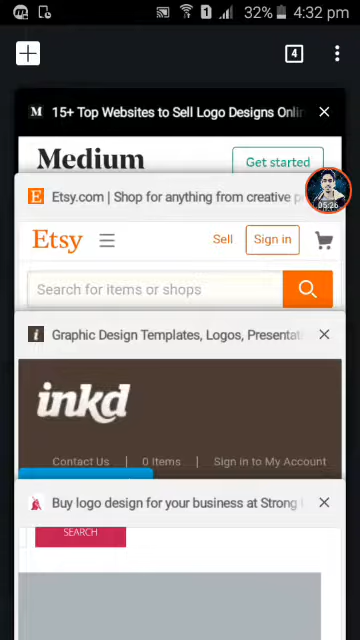 32% 4:32 pm
4
M 15+ Top Websites to Sell Logo Designs Onlin
Medium
Get started
E Etsy.com | Shop for anything from creative p
05:26
Etsy
Sell
Sign in
Search for items or shops
i Graphic Design Templates, Logos, Presentat
inkd
Contact Us | 0 Items | Sign in to My Account
Buy logo design for your business at Strong
SEARCH